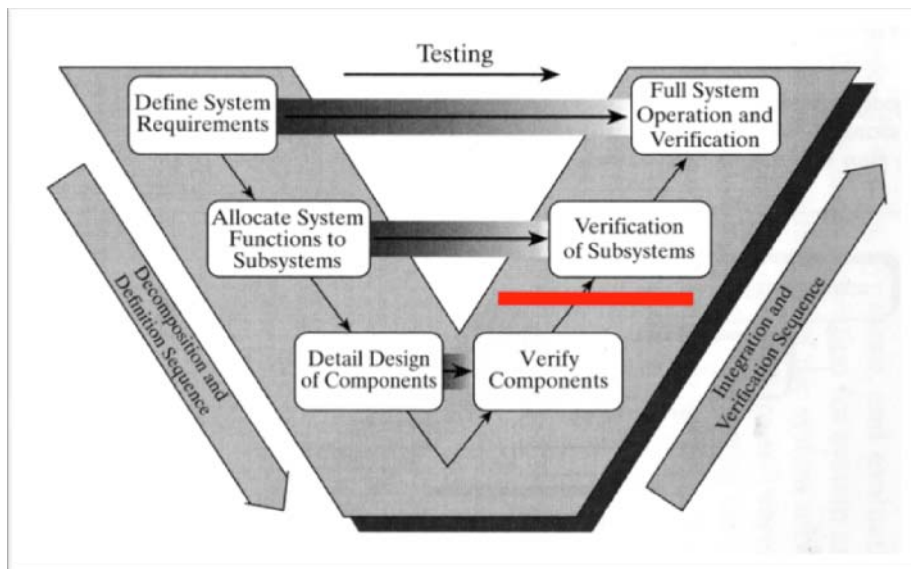 Testing
Define System
Requirements
Full System
Operation and
Verification
Allocate System
Functions to
Subsystems
Verification
of Subsystems
Detail Design
of Components
Verify
Components
Decomposition and
Definition Sequence
Integration and
Verification Sequence